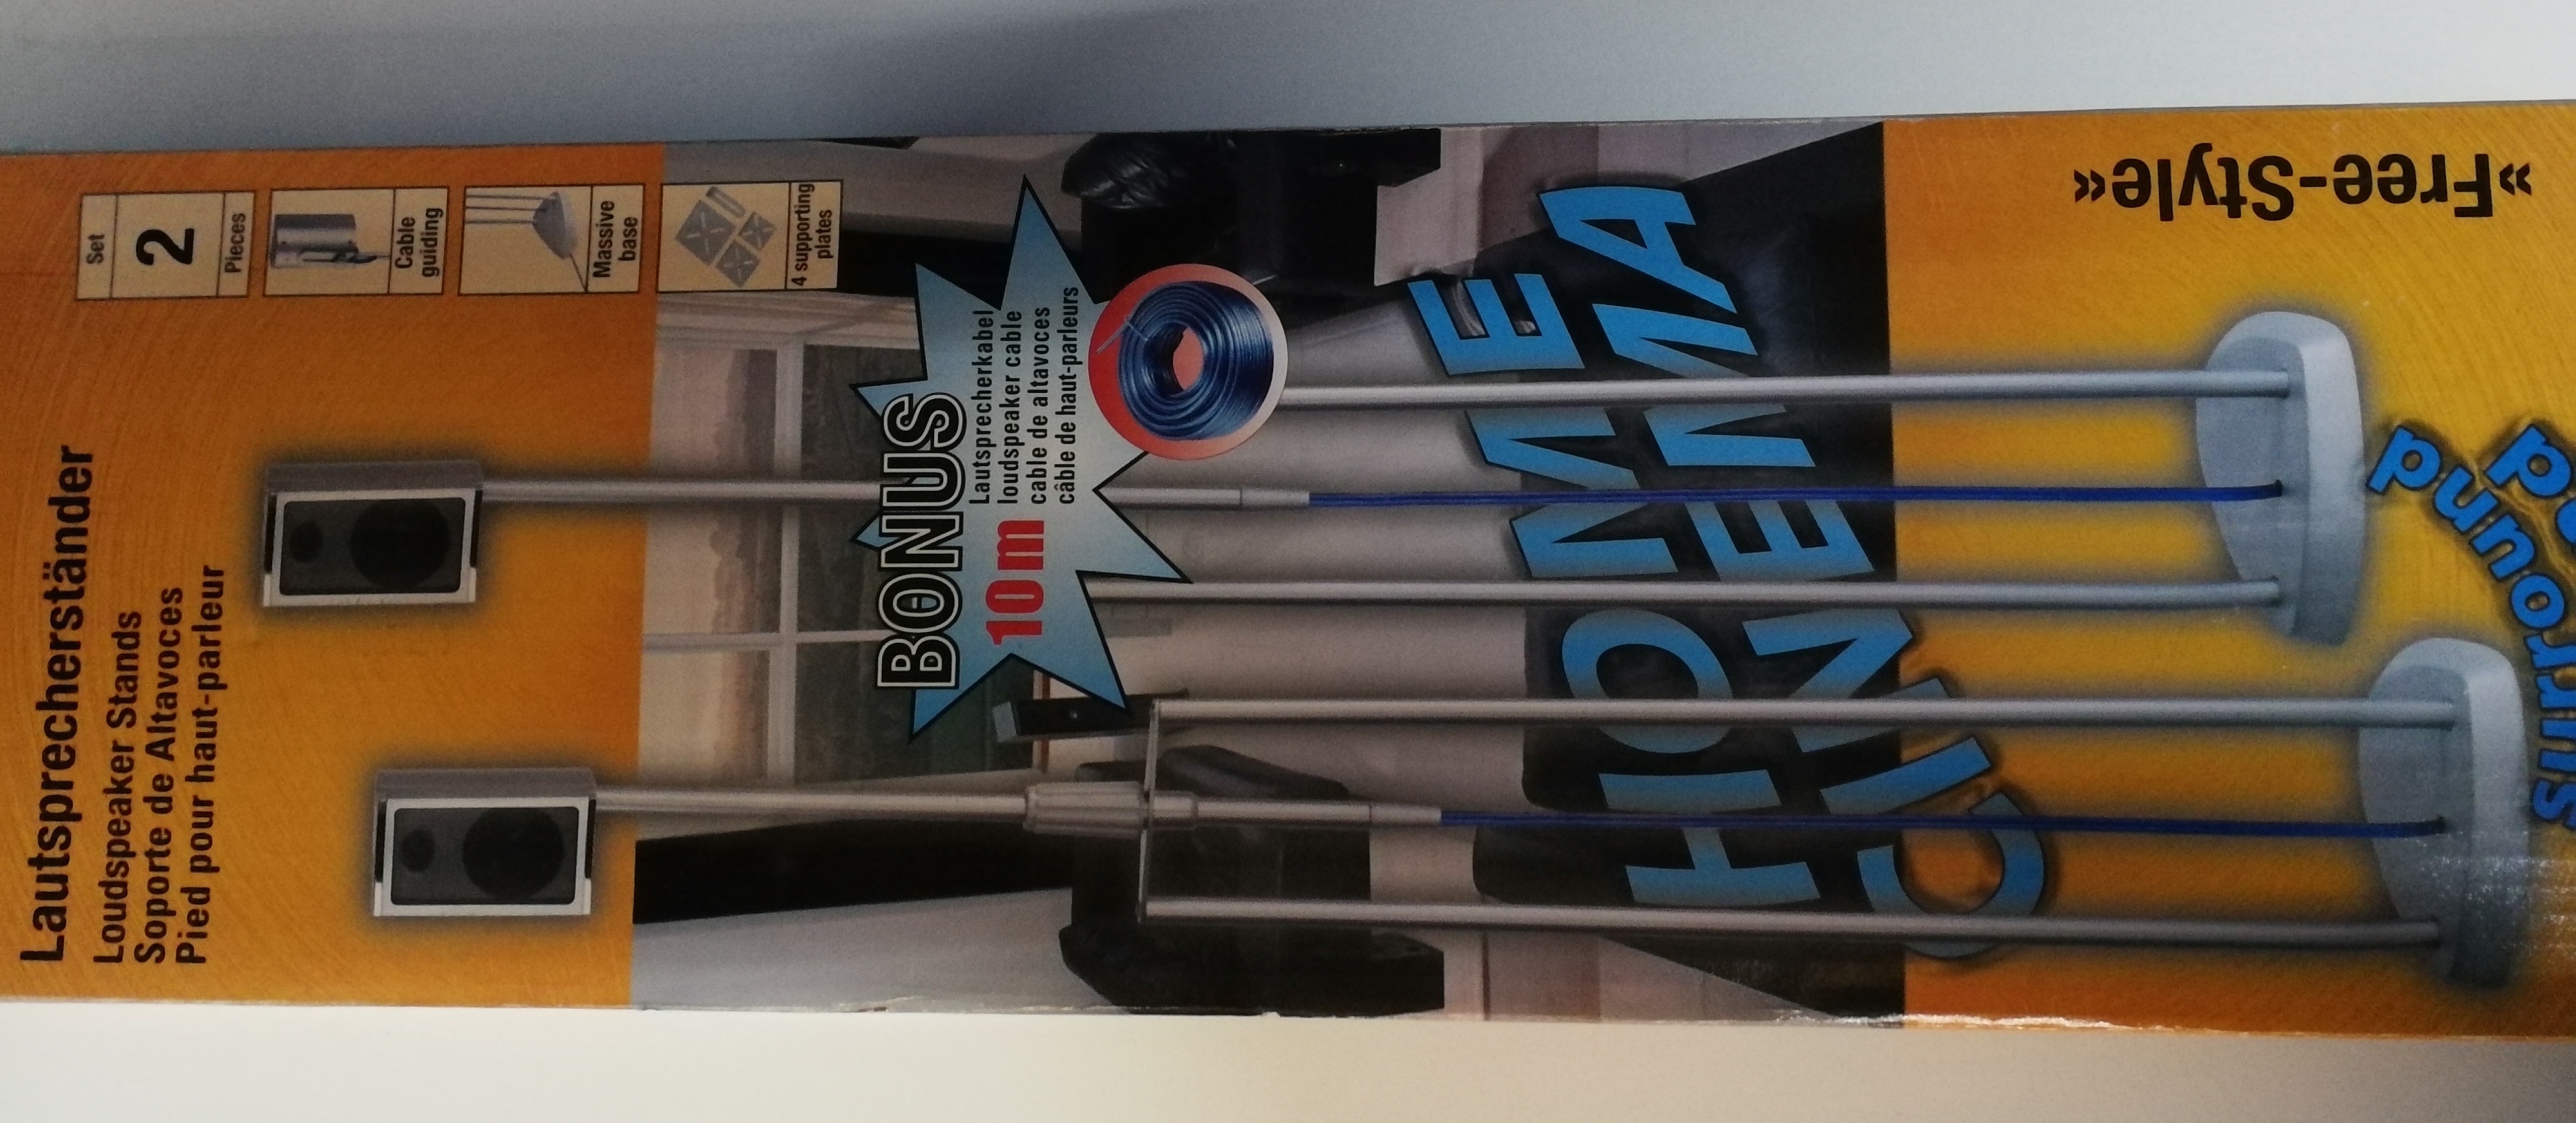 Lautsprecherständer
Loudspeaker Stands
Soporte de Altavoces
Pied pour haut-parleur
Set
2
Pieces
Cable
guiding
Massive
base
4 supporting
plates
BONUS
10m
Lautsprecherkabel
loudspeaker cable
cable de altavoces
câble de haut-parleurs
HOME
CINEMA
»Free-Style«